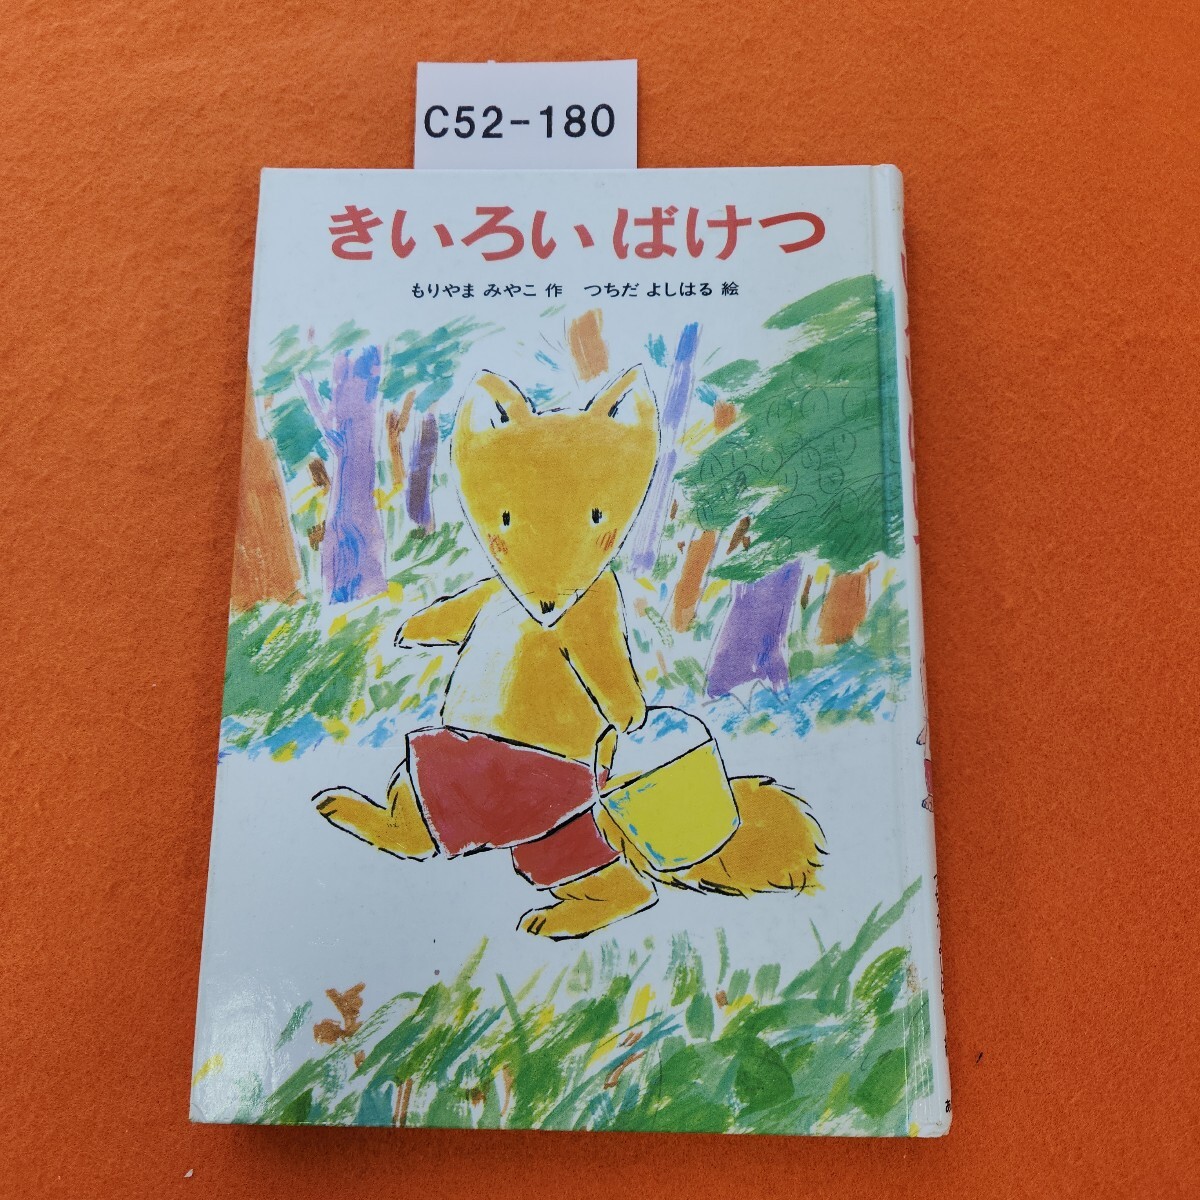 C52-180
きいろいばけつ
もりやま みやこ 作　つちだ よしはる 絵